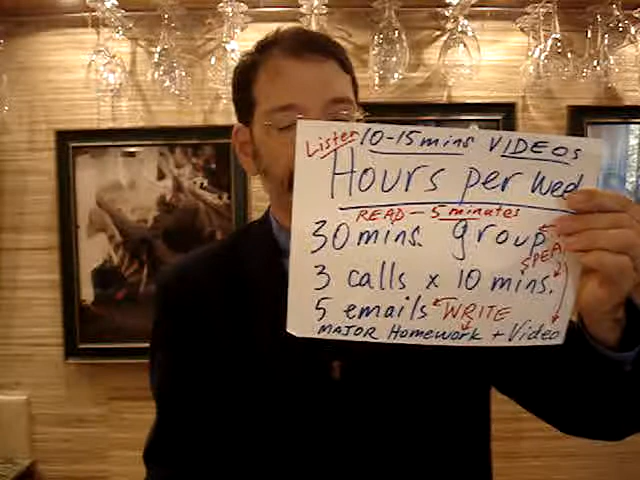 Listen 10-15 mins VIDEOS
Hours per
READ - 5 minutes
30 mins. group
SPEA
3 calls x 10 mins.
5 emails WRITE
MAJOR Homework + Video